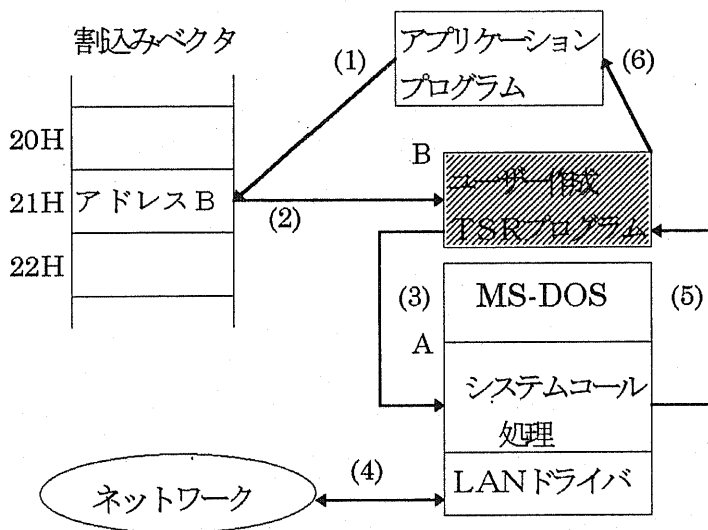 割込みベクタ
(1)
アプリケーション
プログラム
(6)
20H
21H
アドレスB
(2)
22H
B
ユーザー作成
TSRプログラム
(3)
MS-DOS
(5)
A
システムコール
処理
(4)
LANドライバ
ネットワーク